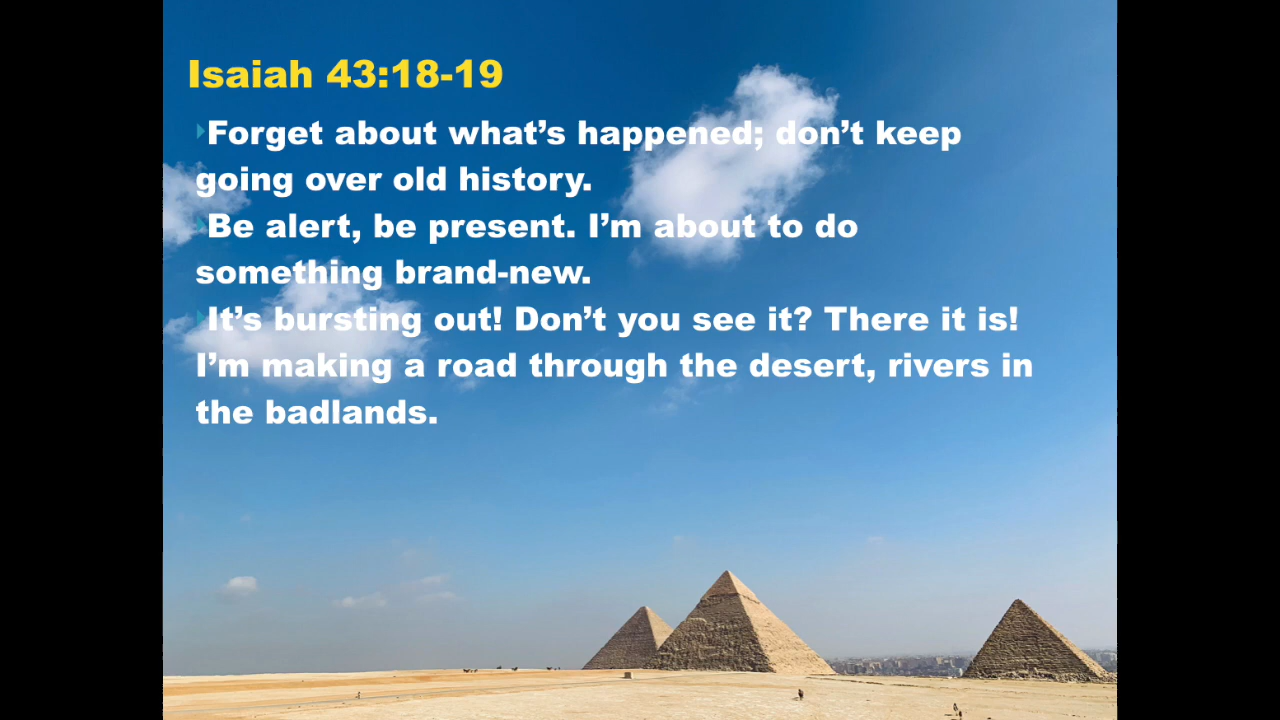 Isaiah 43:18-19
Forget about what’s happened; don’t keep
going over old history.
Be alert, be present. I’m about to do
something brand-new.
It’s bursting out! Don’t you see it? There it is!
I’m making a road through the desert, rivers in
the badlands.